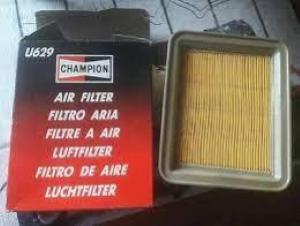 U629
CHAMPION
AIR FILTER
FILTRO ARIA
FILTRE A AIR
LUFTFILTER
FILTRO DE AIRE
LUCHTFILTER